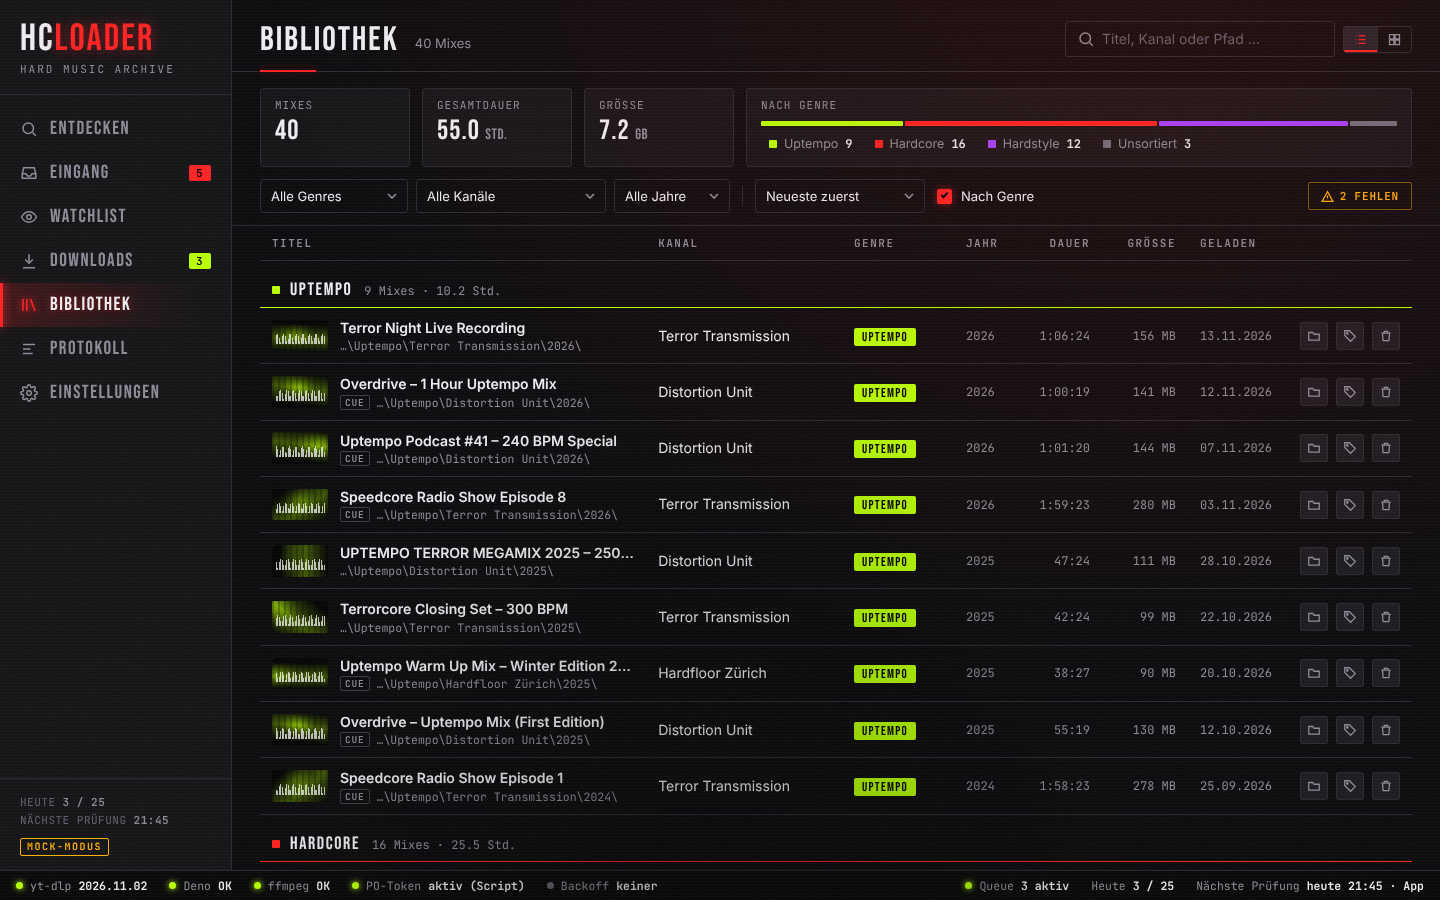 HCLOADER
HARD MUSIC ARCHIVE
ENTDECKEN
EINGANG 5
WATCHLIST
DOWNLOADS 3
BIBLIOTHEK
PROTOKOLL
EINSTELLUNGEN
HEUTE 3 / 25
NÄCHSTE PRÜFUNG 21:45
MOCK-MODUS
BIBLIOTHEK 40 Mixes
Titel, Kanal oder Pfad ...
MIXES
40
GESAMTDAUER
55.0 STD.
GRÖSSE
7.2 GB
NACH GENRE
Uptempo 9 Hardcore 16 Hardstyle 12 Unsortiert 3
Alle Genres Alle Kanäle Alle Jahre Neueste zuerst Nach Genre 2 FEHLEN
TITEL KANAL GENRE JAHR DAUER GRÖSSE GELADEN
UPTEMPO 9 Mixes · 10.2 Std.
Terror Night Live Recording
…\Uptempo\Terror Transmission\2026\
Terror Transmission UPTEMPO 2026 1:06:24 156 MB 13.11.2026
Overdrive – 1 Hour Uptempo Mix
CUE …\Uptempo\Distortion Unit\2026\
Distortion Unit UPTEMPO 2026 1:00:19 141 MB 12.11.2026
Uptempo Podcast #41 – 240 BPM Special
CUE …\Uptempo\Distortion Unit\2026\
Distortion Unit UPTEMPO 2026 1:01:20 144 MB 07.11.2026
Speedcore Radio Show Episode 8
CUE …\Uptempo\Terror Transmission\2026\
Terror Transmission UPTEMPO 2026 1:59:23 280 MB 03.11.2026
UPTEMPO TERROR MEGAMIX 2025 – 250…
…\Uptempo\Distortion Unit\2025\
Distortion Unit UPTEMPO 2025 47:24 111 MB 28.10.2026
Terrorcore Closing Set – 300 BPM
…\Uptempo\Terror Transmission\2025\
Terror Transmission UPTEMPO 2025 42:24 99 MB 22.10.2026
Uptempo Warm Up Mix – Winter Edition 2…
CUE …\Uptempo\Hardfloor Zürich\2025\
Hardfloor Zürich UPTEMPO 2025 38:27 90 MB 20.10.2026
Overdrive – Uptempo Mix (First Edition)
CUE …\Uptempo\Distortion Unit\2025\
Distortion Unit UPTEMPO 2025 55:19 130 MB 12.10.2026
Speedcore Radio Show Episode 1
CUE …\Uptempo\Terror Transmission\2024\
Terror Transmission UPTEMPO 2024 1:58:23 278 MB 25.09.2026
HARDCORE 16 Mixes · 25.5 Std.
yt-dlp 2026.11.02 Deno OK ffmpeg OK PO-Token aktiv (Script) Backoff keiner Queue 3 aktiv Heute 3 / 25 Nächste Prüfung heute 21:45 · App